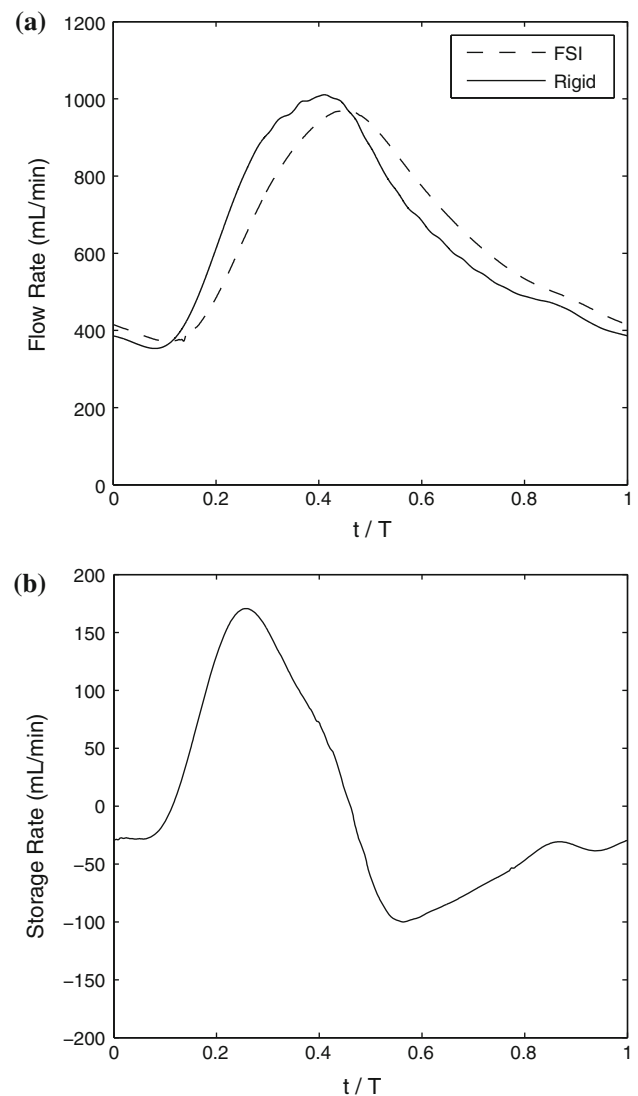 (a)
1200
1000
800
600
400
200
0
Flow Rate (mL/min)
FSI
Rigid
0 0.2 0.4 0.6 0.8 1
t / T
(b)
200
150
100
50
0
−50
−100
−150
−200
Storage Rate (mL/min)
0 0.2 0.4 0.6 0.8 1
t / T